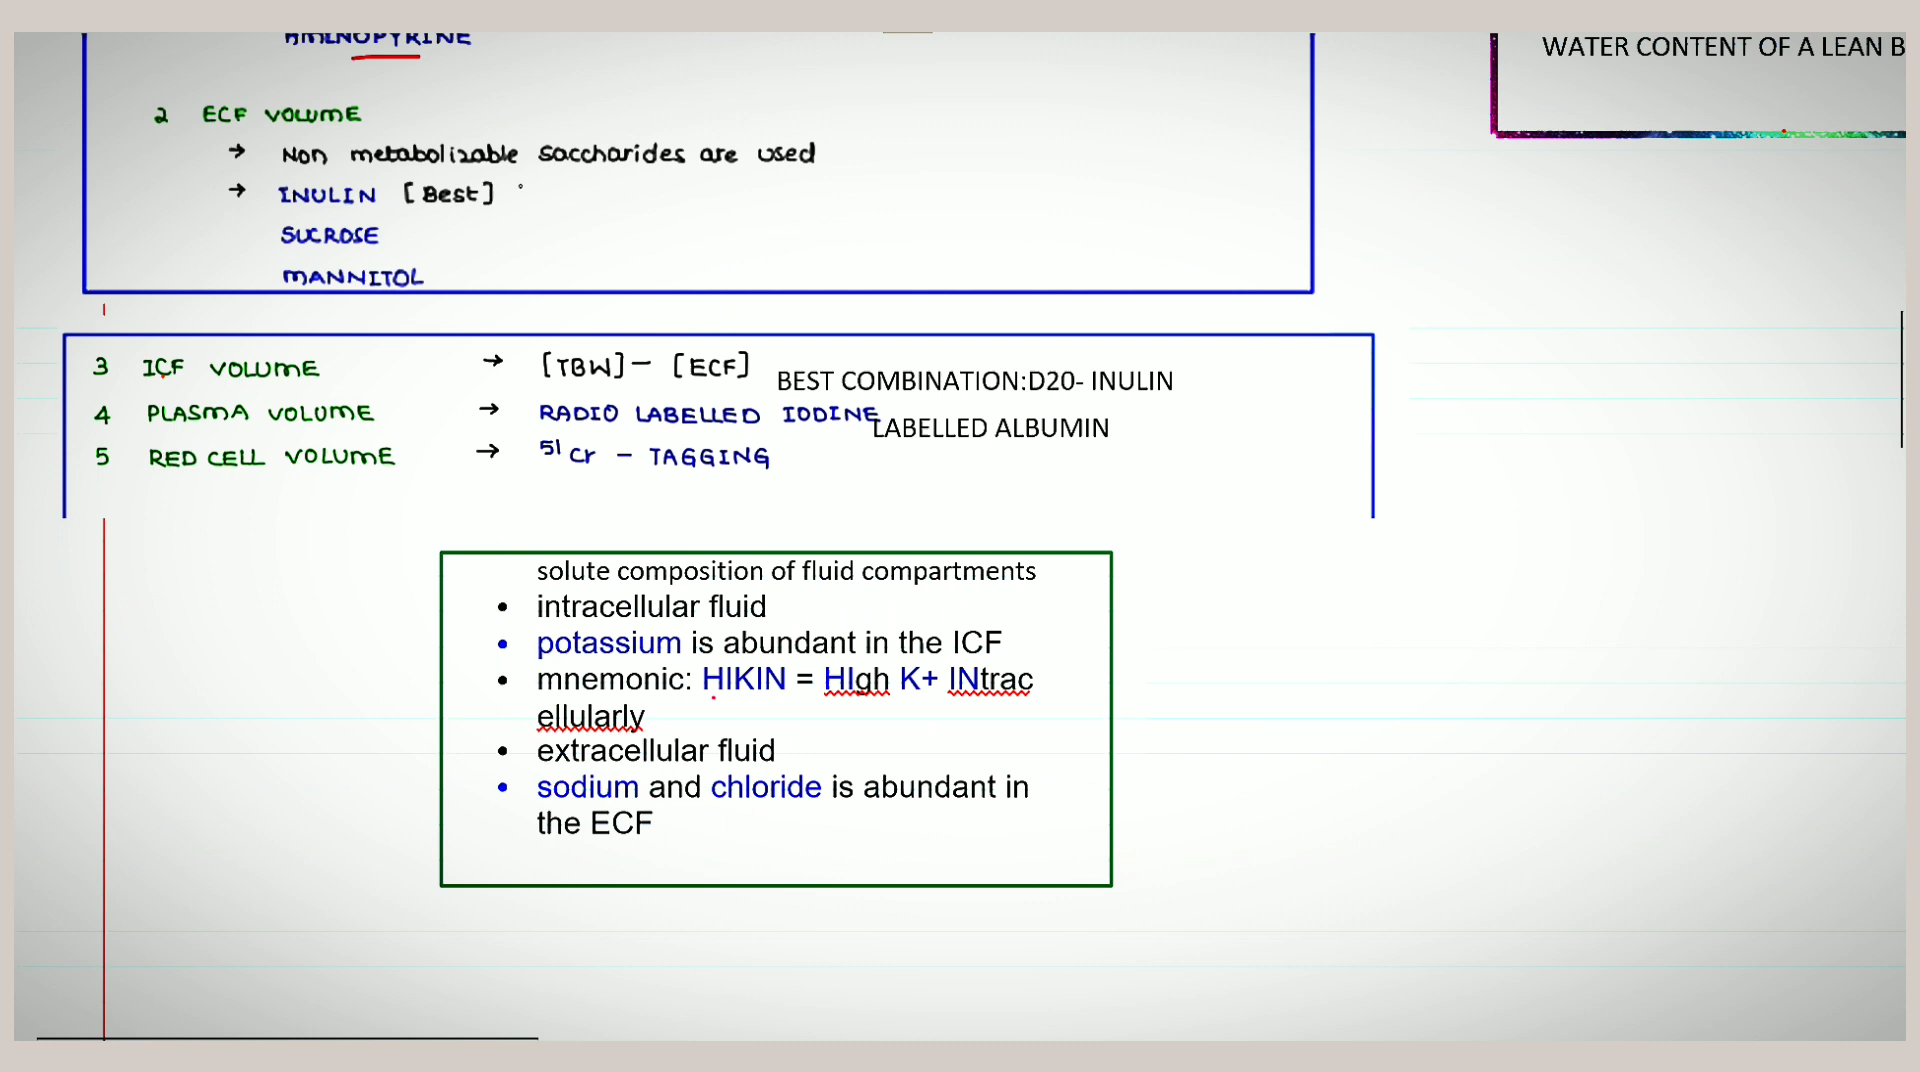 AMINOPYRINE
WATER CONTENT OF A LEAN B
2 ECF VOLUME
→ Non metabolizable saccharides are used
→ INULIN [Best]
SUCROSE
MANNITOL
3 ICF VOLUME → [TBW] - [ECF] BEST COMBINATION:D20- INULIN
4 PLASMA VOLUME → RADIO LABELLED IODINE LABELLED ALBUMIN
5 RED CELL VOLUME → 51Cr - TAGGING
solute composition of fluid compartments
• intracellular fluid
• potassium is abundant in the ICF
• mnemonic: HIKIN = HIgh K+ INtrac
ellularly
• extracellular fluid
• sodium and chloride is abundant in
the ECF